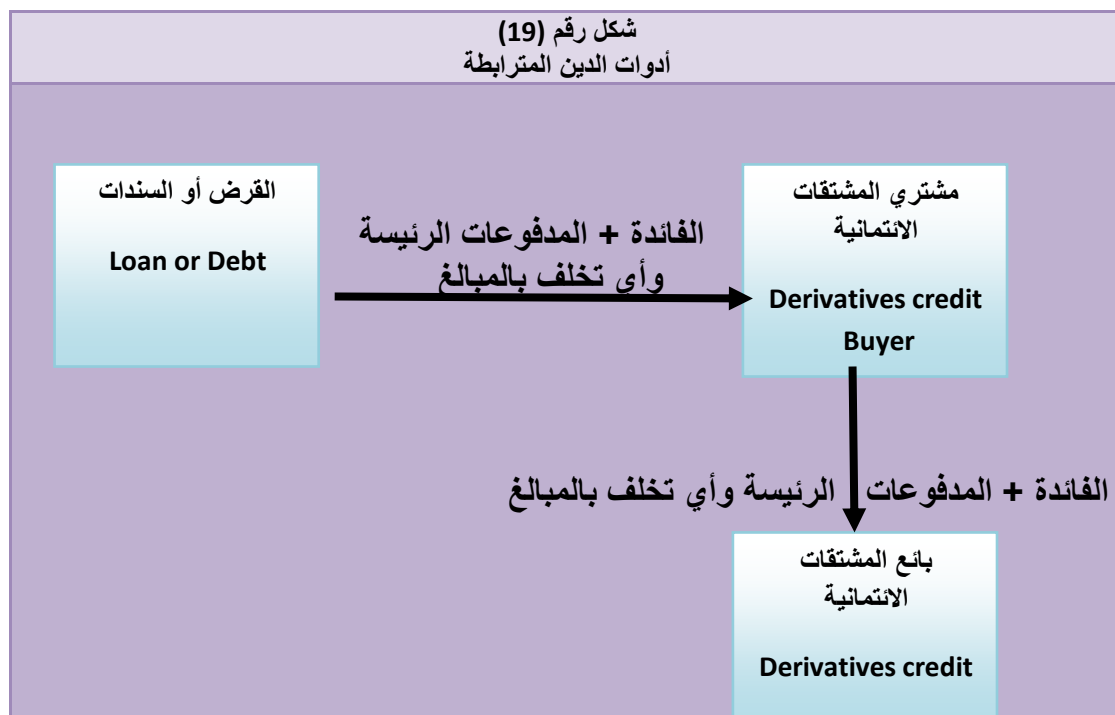 شكل رقم (19)
أدوات الدين المترابطة
القرض أو السندات
Loan or Debt
الفائدة + المدفوعات الرئيسة
وأي تخلف بالمبالغ
مشتري المشتقات
الائتمانية
Derivatives credit
Buyer
الفائدة + المدفوعات الرئيسة وأي تخلف بالمبالغ
بائع المشتقات
الائتمانية
Derivatives credit